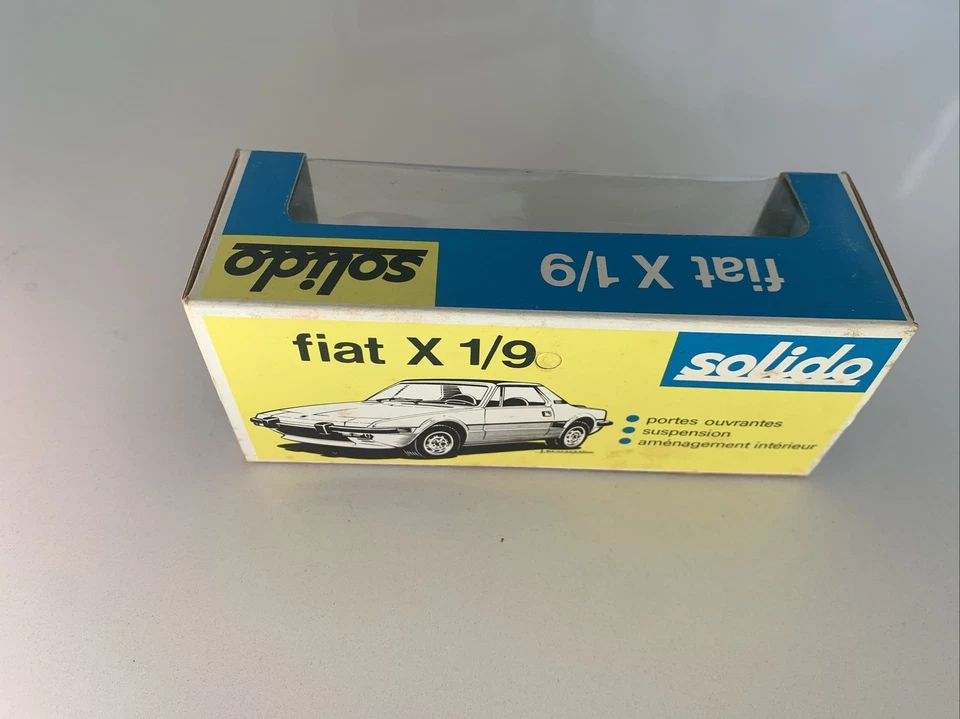 solido
fiat X 1/9
fiat X 1/9
solido
portes ouvrantes
suspension
aménagement intérieur